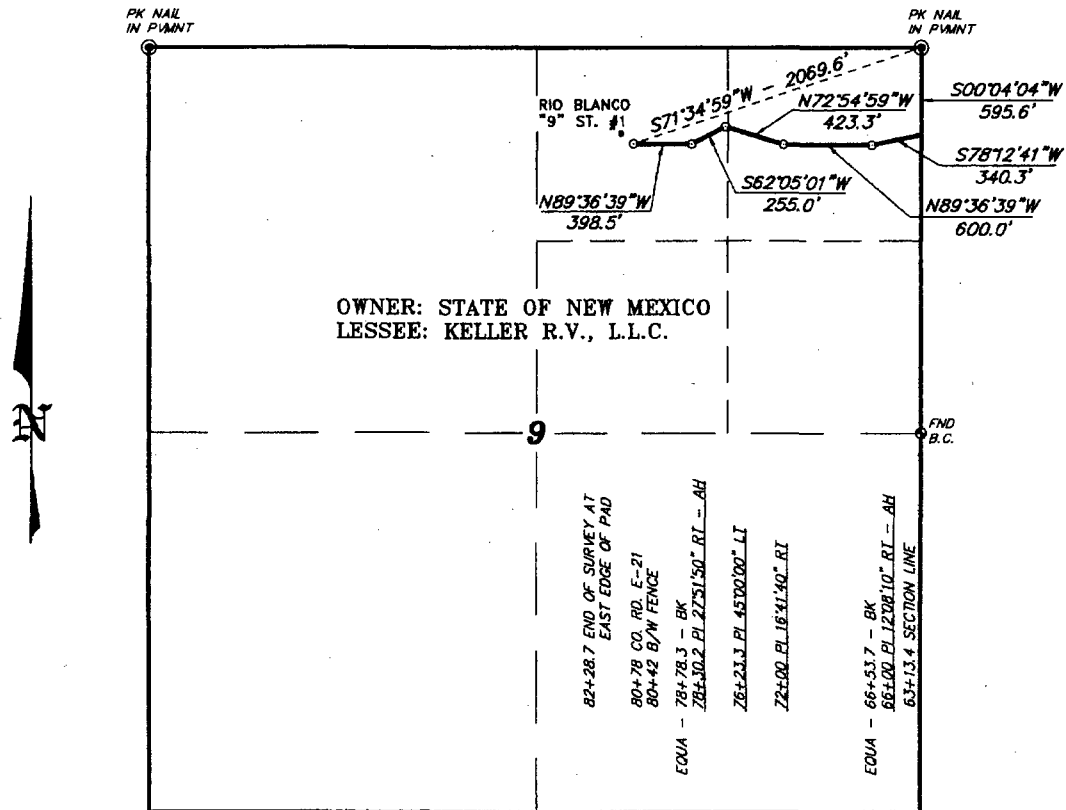 PK NAIL
IN PVMNT
PK NAIL
IN PVMNT
S71°34'59"W - 2069.6'
RIO BLANCO
"9" ST. #1
N72°54'59"W
423.3'
S00°04'04"W
595.6'
S78°12'41"W
340.3'
S62°05'01"W
255.0'
N89°36'39"W
398.5'
N89°36'39"W
600.0'
OWNER: STATE OF NEW MEXICO
LESSEE: KELLER R.V., L.L.C.
N
9
FND
B.C.
82+28.7 END OF SURVEY AT
EAST EDGE OF PAD
80+78 CO. RD. E-21
80+42 B/W FENCE
EQUA - 78+78.3 - BK
78+30.2 PI 27°51'50" RT - AH
76+23.3 PI 45°00'00" LT
72+00 PI 16°41'40" RT
EQUA - 66+53.7 - BK
66+00 PI 12°08'10" RT - AH
63+13.4 SECTION LINE